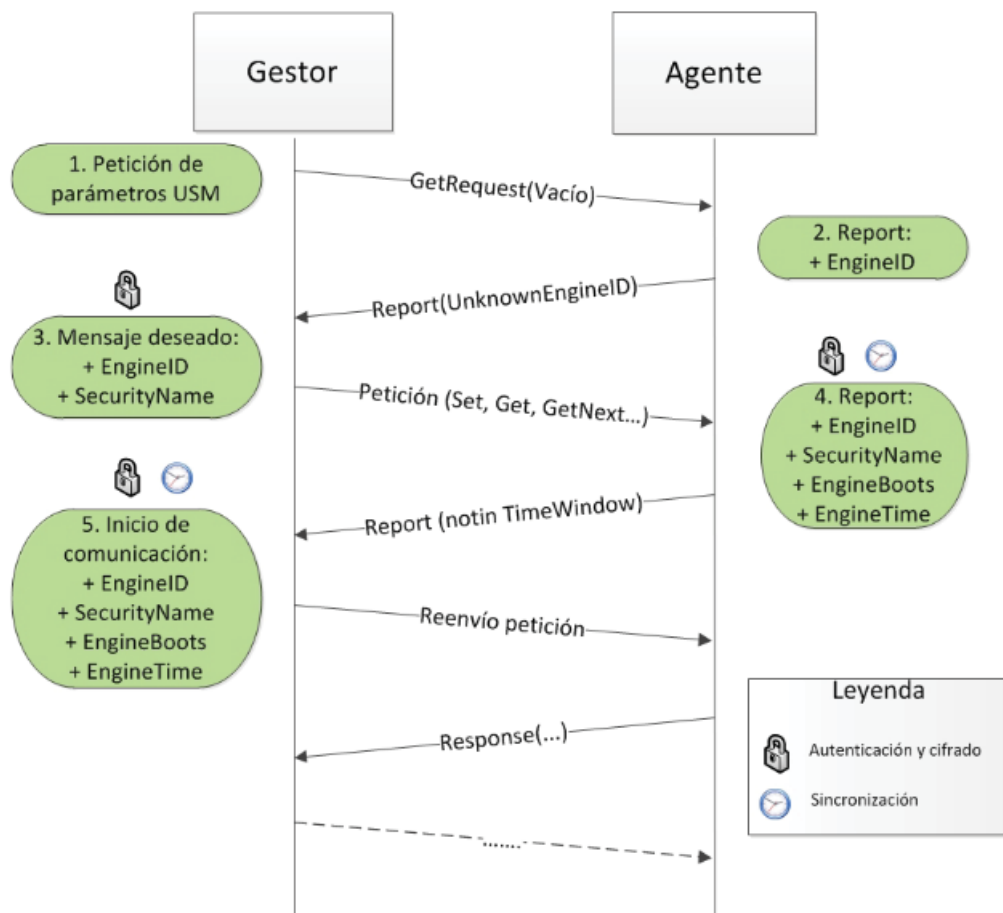 Gestor
Agente
1. Petición de
parámetros USM
GetRequest(Vacío)
2. Report:
+ EngineID
Report(UnknownEngineID)
3. Mensaje deseado:
+ EngineID
+ SecurityName
Petición (Set, Get, GetNext...)
4. Report:
+ EngineID
+ SecurityName
+ EngineBoots
+ EngineTime
Report (notin TimeWindow)
5. Inicio de
comunicación:
+ EngineID
+ SecurityName
+ EngineBoots
+ EngineTime
Reenvío petición
Response(...)
.......
Leyenda
Autenticación y cifrado
Sincronización